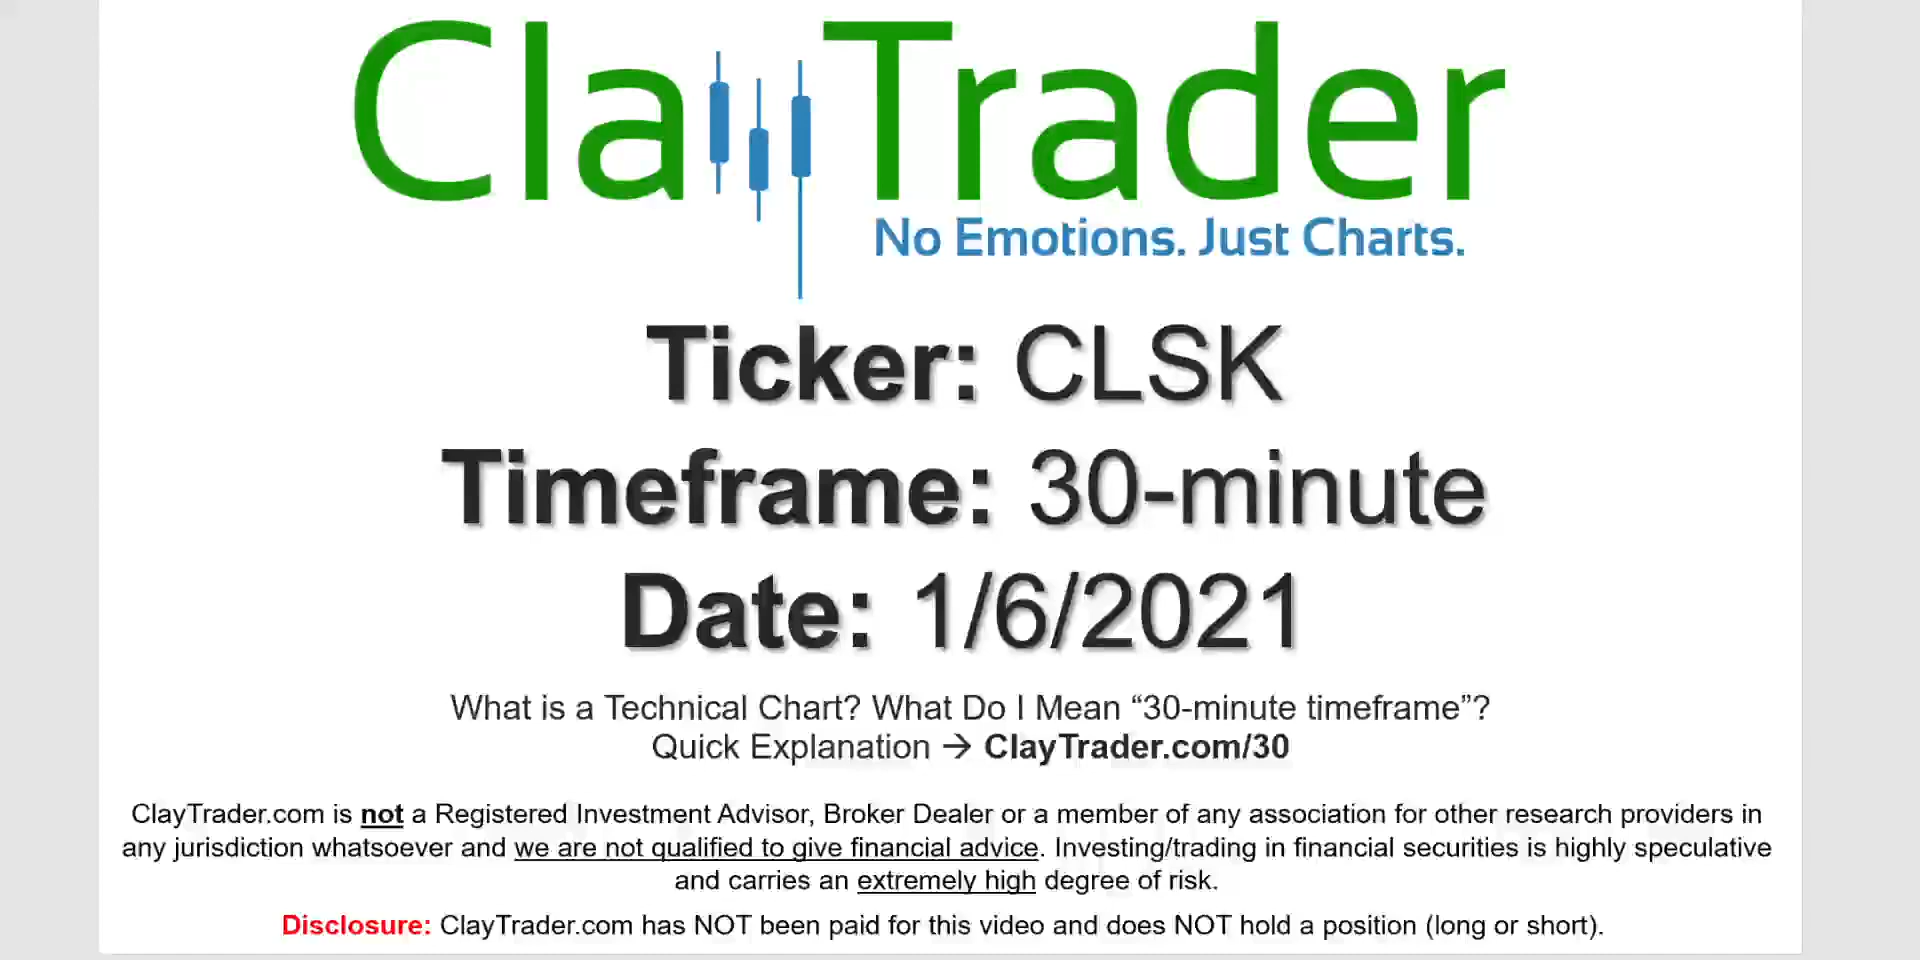 ClayTrader
No Emotions. Just Charts.
Ticker: CLSK
Timeframe: 30-minute
Date: 1/6/2021
What is a Technical Chart? What Do I Mean “30-minute timeframe”?
Quick Explanation → ClayTrader.com/30
ClayTrader.com is not a Registered Investment Advisor, Broker Dealer or a member of any association for other research providers in
any jurisdiction whatsoever and we are not qualified to give financial advice. Investing/trading in financial securities is highly speculative
and carries an extremely high degree of risk.
Disclosure: ClayTrader.com has NOT been paid for this video and does NOT hold a position (long or short).